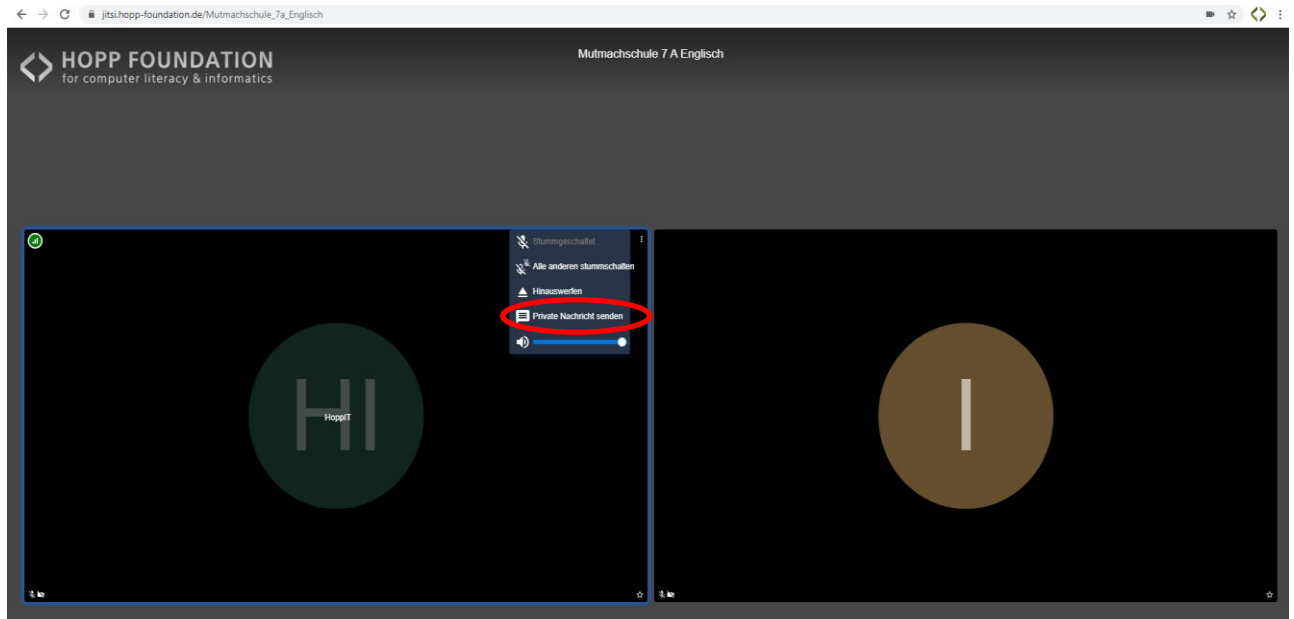 jitsi.hopp-foundation.de/Mutmachschule_7a_Englisch
HOPP FOUNDATION
for computer literacy & informatics
Mutmachschule 7 A Englisch
Stummgeschaltet
Alle anderen stummschalten
Hinauswerfen
Private Nachricht senden
HI
HoppIT
I